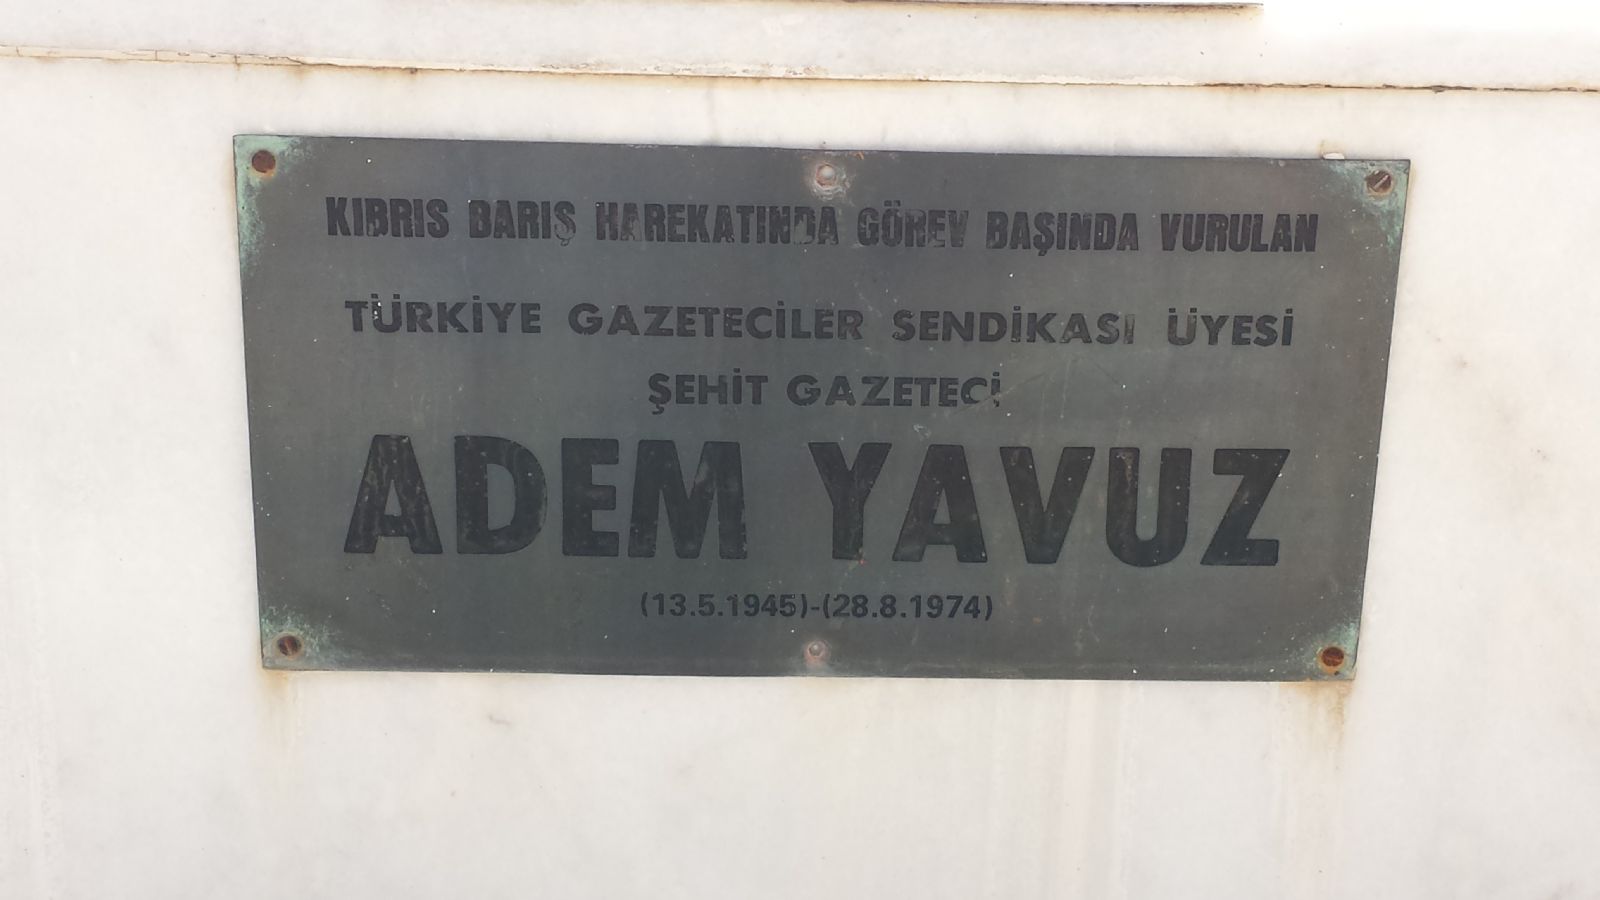 KIBRIS BARIŞ HAREKATINDA GÖREV BAŞINDA VURULAN
TÜRKİYE GAZETECİLER SENDİKASI ÜYESİ
ŞEHİT GAZETECİ
ADEM YAVUZ
(13.5.1945)-(28.8.1974)